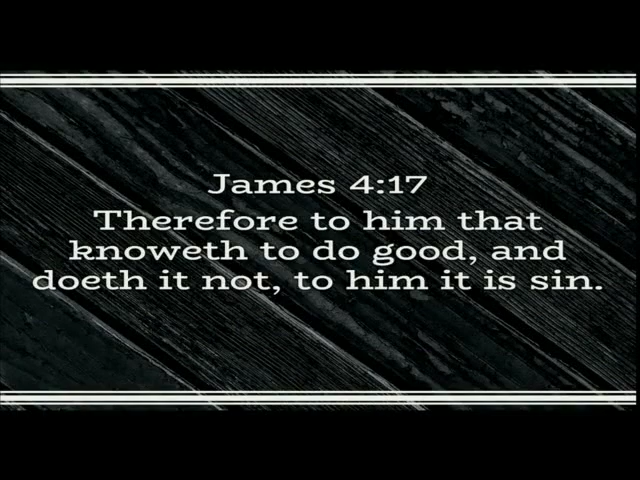 James 4:17
Therefore to him that
knoweth to do good, and
doeth it not, to him it is sin.